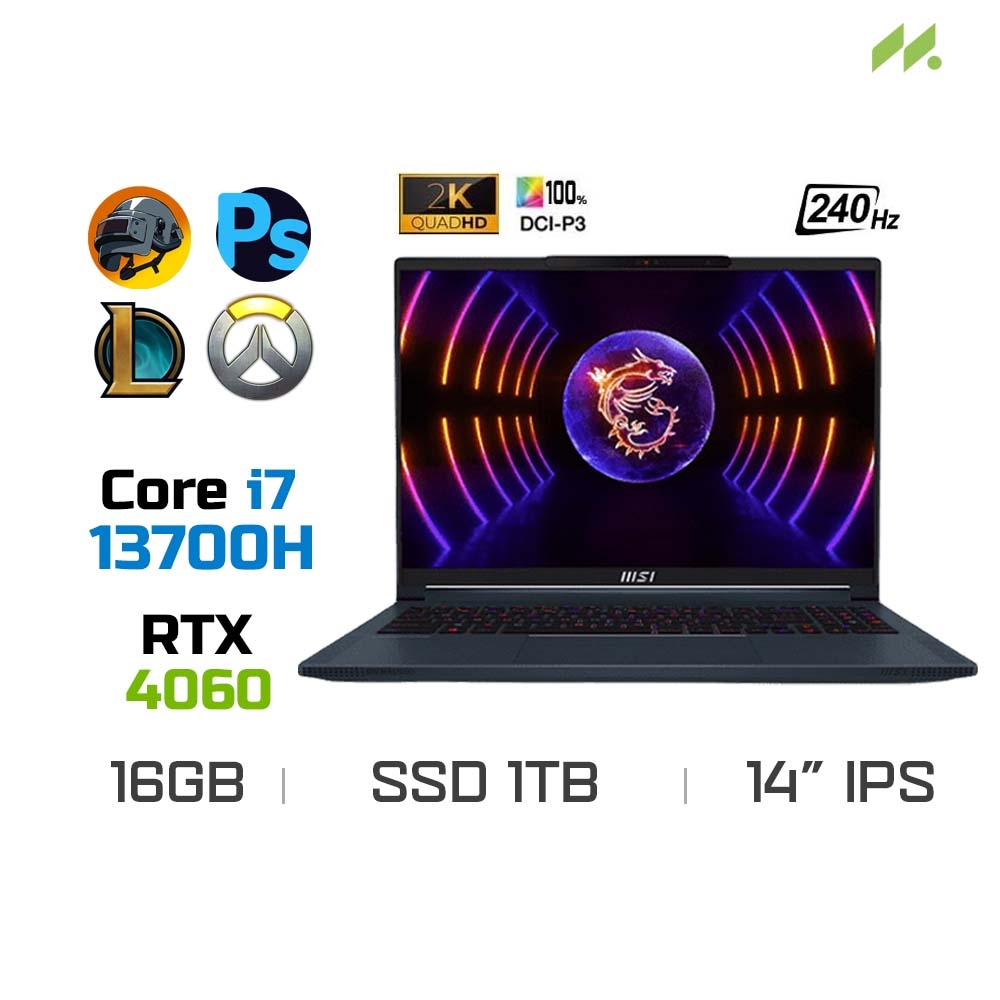 2K
QUADHD
100%
DCI-P3
240Hz
Ps
L
Core i7
13700H
RTX
4060
msi
16GB
SSD 1TB
14” IPS